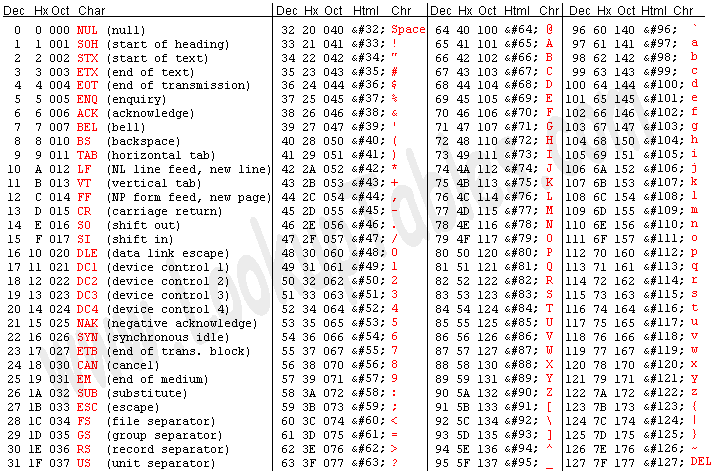 Dec Hx Oct Char Dec Hx Oct Html Chr Dec Hx Oct Html Chr Dec Hx Oct Html Chr
0 0 000 NUL (null) 32 20 040 &#32; Space 64 40 100 &#64; @ 96 60 140 &#96; `
1 1 001 SOH (start of heading) 33 21 041 &#33; ! 65 41 101 &#65; A 97 61 141 &#97; a
2 2 002 STX (start of text) 34 22 042 &#34; " 66 42 102 &#66; B 98 62 142 &#98; b
3 3 003 ETX (end of text) 35 23 043 &#35; # 67 43 103 &#67; C 99 63 143 &#99; c
4 4 004 EOT (end of transmission) 36 24 044 &#36; $ 68 44 104 &#68; D 100 64 144 &#100; d
5 5 005 ENQ (enquiry) 37 25 045 &#37; % 69 45 105 &#69; E 101 65 145 &#101; e
6 6 006 ACK (acknowledge) 38 26 046 &#38; & 70 46 106 &#70; F 102 66 146 &#102; f
7 7 007 BEL (bell) 39 27 047 &#39; ' 71 47 107 &#71; G 103 67 147 &#103; g
8 8 010 BS (backspace) 40 28 050 &#40; ( 72 48 110 &#72; H 104 68 150 &#104; h
9 9 011 TAB (horizontal tab) 41 29 051 &#41; ) 73 49 111 &#73; I 105 69 151 &#105; i
10 A 012 LF (NL line feed, new line) 42 2A 052 &#42; * 74 4A 112 &#74; J 106 6A 152 &#106; j
11 B 013 VT (vertical tab) 43 2B 053 &#43; + 75 4B 113 &#75; K 107 6B 153 &#107; k
12 C 014 FF (NP form feed, new page) 44 2C 054 &#44; , 76 4C 114 &#76; L 108 6C 154 &#108; l
13 D 015 CR (carriage return) 45 2D 055 &#45; - 77 4D 115 &#77; M 109 6D 155 &#109; m
14 E 016 SO (shift out) 46 2E 056 &#46; . 78 4E 116 &#78; N 110 6E 156 &#110; n
15 F 017 SI (shift in) 47 2F 057 &#47; / 79 4F 117 &#79; O 111 6F 157 &#111; o
16 10 020 DLE (data link escape) 48 30 060 &#48; 0 80 50 120 &#80; P 112 70 160 &#112; p
17 11 021 DC1 (device control 1) 49 31 061 &#49; 1 81 51 121 &#81; Q 113 71 161 &#113; q
18 12 022 DC2 (device control 2) 50 32 062 &#50; 2 82 52 122 &#82; R 114 72 162 &#114; r
19 13 023 DC3 (device control 3) 51 33 063 &#51; 3 83 53 123 &#83; S 115 73 163 &#115; s
20 14 024 DC4 (device control 4) 52 34 064 &#52; 4 84 54 124 &#84; T 116 74 164 &#116; t
21 15 025 NAK (negative acknowledge) 53 35 065 &#53; 5 85 55 125 &#85; U 117 75 165 &#117; u
22 16 026 SYN (synchronous idle) 54 36 066 &#54; 6 86 56 126 &#86; V 118 76 166 &#118; v
23 17 027 ETB (end of trans. block) 55 37 067 &#55; 7 87 57 127 &#87; W 119 77 167 &#119; w
24 18 030 CAN (cancel) 56 38 070 &#56; 8 88 58 130 &#88; X 120 78 170 &#120; x
25 19 031 EM (end of medium) 57 39 071 &#57; 9 89 59 131 &#89; Y 121 79 171 &#121; y
26 1A 032 SUB (substitute) 58 3A 072 &#58; : 90 5A 132 &#90; Z 122 7A 172 &#122; z
27 1B 033 ESC (escape) 59 3B 073 &#59; ; 91 5B 133 &#91; [ 123 7B 173 &#123; {
28 1C 034 FS (file separator) 60 3C 074 &#60; < 92 5C 134 &#92; \ 124 7C 174 &#124; |
29 1D 035 GS (group separator) 61 3D 075 &#61; = 93 5D 135 &#93; ] 125 7D 175 &#125; }
30 1E 036 RS (record separator) 62 3E 076 &#62; > 94 5E 136 &#94; ^ 126 7E 176 &#126; ~
31 1F 037 US (unit separator) 63 3F 077 &#63; ? 95 5F 137 &#95; _ 127 7F 177 &#127; DEL